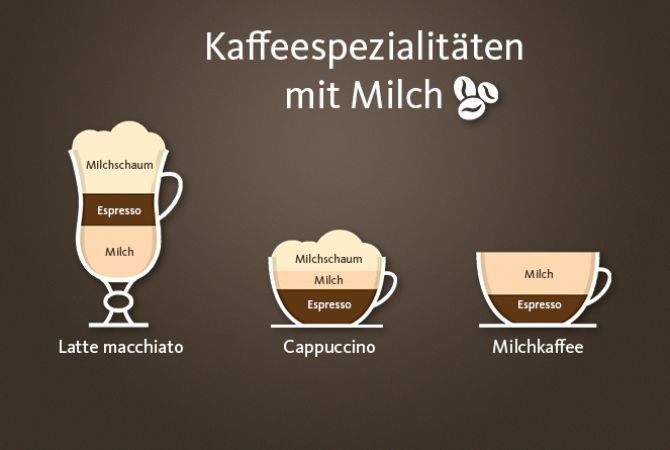 Kaffeespezialitäten
mit Milch
Milchschaum
Espresso
Milch
Latte macchiato
Milchschaum
Milch
Espresso
Cappuccino
Milch
Espresso
Milchkaffee